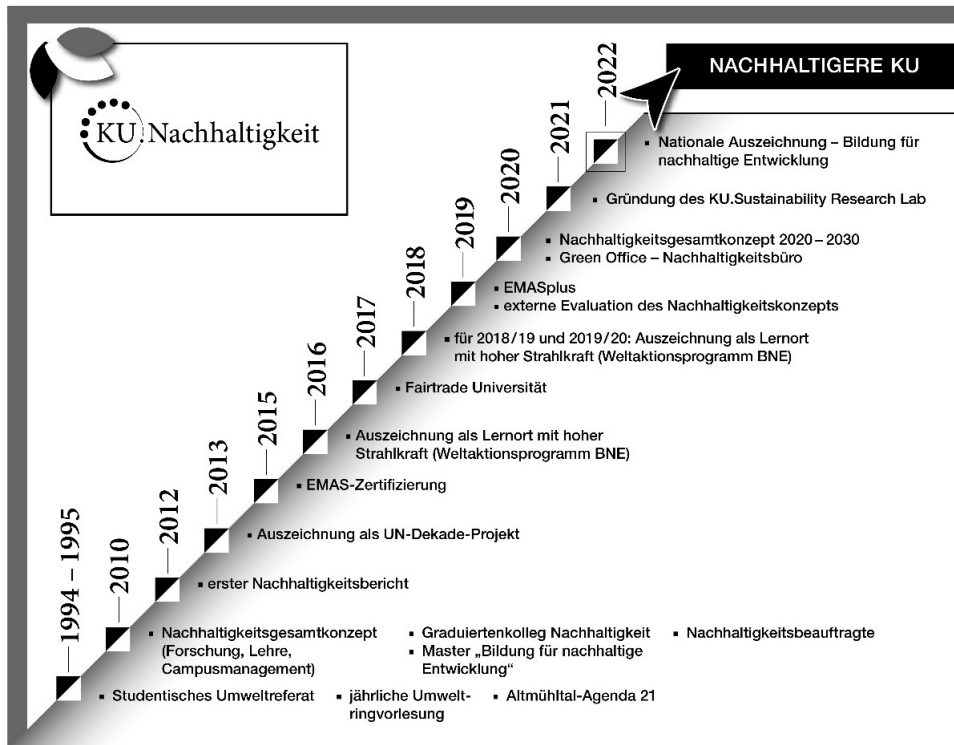 KU.Nachhaltigkeit
NACHHALTIGERE KU
2022
▪ Nationale Auszeichnung – Bildung für
nachhaltige Entwicklung
2021
▪ Gründung des KU.Sustainability Research Lab
2020
▪ Nachhaltigkeitsgesamtkonzept 2020 – 2030
▪ Green Office – Nachhaltigkeitsbüro
2019
▪ EMASplus
▪ externe Evaluation des Nachhaltigkeitskonzepts
2018
▪ für 2018/19 und 2019/20: Auszeichnung als Lernort
mit hoher Strahlkraft (Weltaktionsprogramm BNE)
2017
▪ Fairtrade Universität
2016
▪ Auszeichnung als Lernort mit hoher
Strahlkraft (Weltaktionsprogramm BNE)
2015
▪ EMAS-Zertifizierung
2013
▪ Auszeichnung als UN-Dekade-Projekt
2012
▪ erster Nachhaltigkeitsbericht
2010
▪ Nachhaltigkeitsgesamtkonzept
(Forschung, Lehre,
Campusmanagement)
▪ Graduiertenkolleg Nachhaltigkeit
▪ Master „Bildung für nachhaltige
Entwicklung“
▪ Nachhaltigkeitsbeauftragte
1994 – 1995
▪ Studentisches Umweltreferat
▪ jährliche Umwelt-
ringvorlesung
▪ Altmühltal-Agenda 21